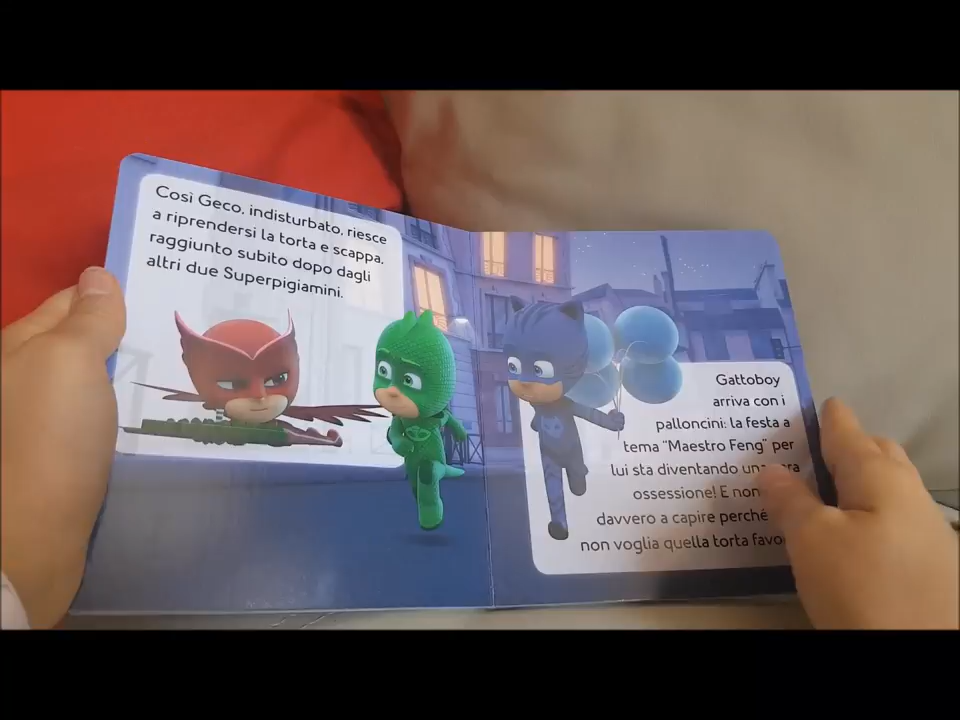 Così Geco, indisturbato, riesce
a riprendersi la torta e scappa,
raggiunto subito dopo dagli
altri due Superpigiamini.
Gattoboy
arriva con i
palloncini: la festa a
tema "Maestro Feng" per
lui sta diventando
ossessione! E non
davvero a capire perché
non voglia quella torta